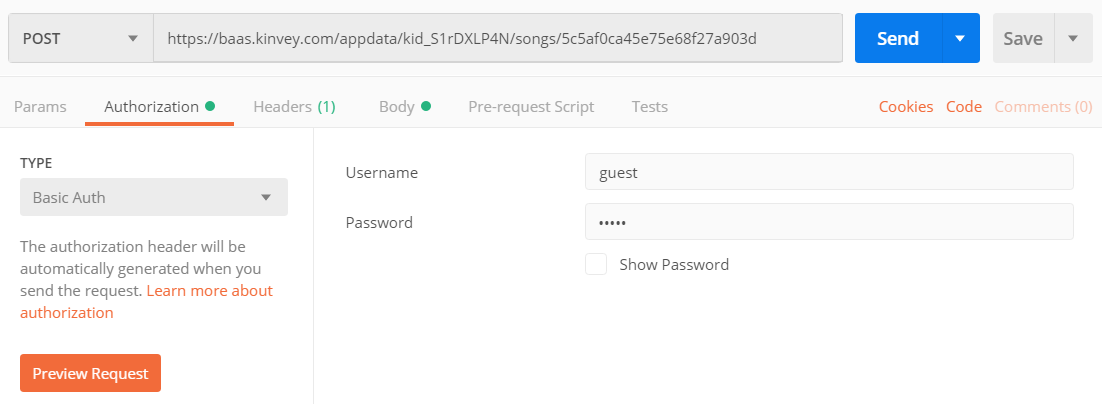 POST https://baas.kinvey.com/appdata/kid_S1rDXLP4N/songs/5c5af0ca45e75e68f27a903d Send Save
Params Authorization Headers (1) Body Pre-request Script Tests Cookies Code Comments (0)
TYPE
Basic Auth
The authorization header will be
automatically generated when you
send the request. Learn more about
authorization
Preview Request
Username guest
Password •••••
Show Password